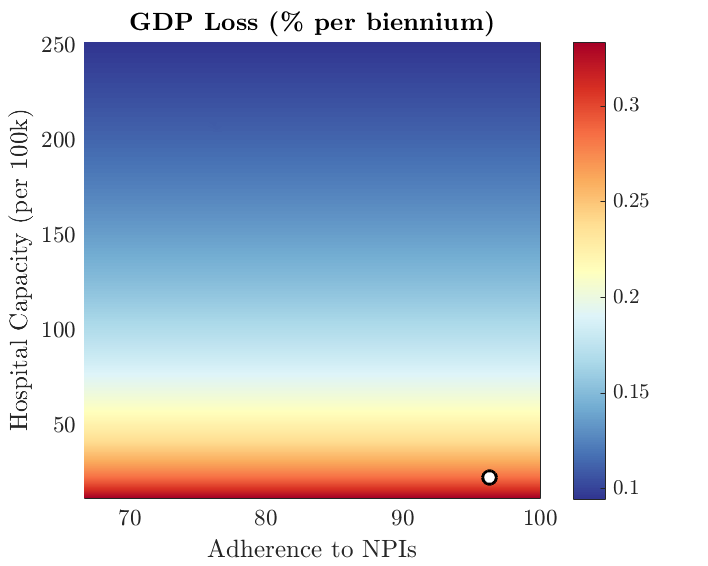 GDP Loss (% per biennium)
250
200
150
100
50
Hospital Capacity (per 100k)
70 80 90 100
Adherence to NPIs
0.3
0.25
0.2
0.15
0.1